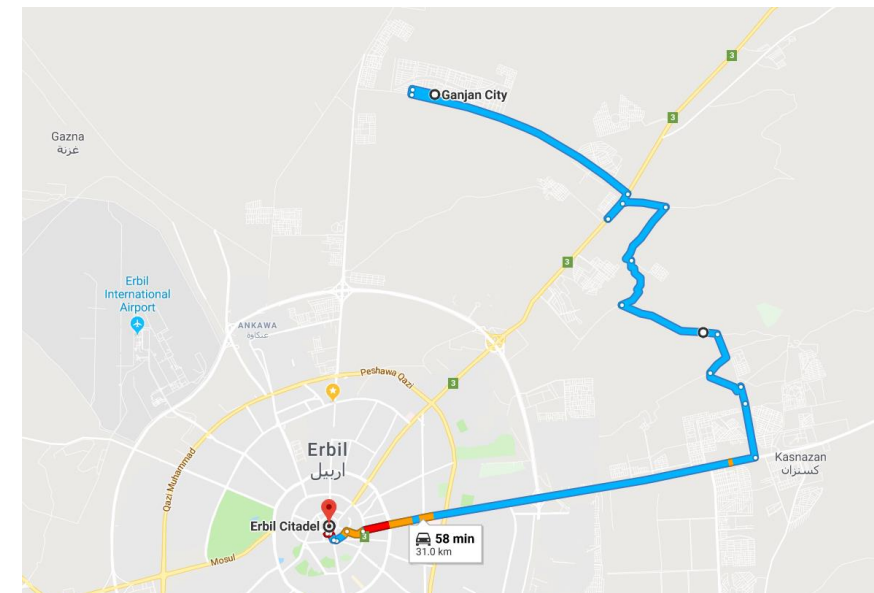 3
Ganjan City
3
Gazna
غزنة
3
Erbil
International
Airport
ANKAWA
عنكاوة
Peshawa Qazi
3
Erbil
اربيل
Kasnazan
كسنزان
Qazi Muhammad
Erbil Citadel
3
58 min
31.0 km
Mosul